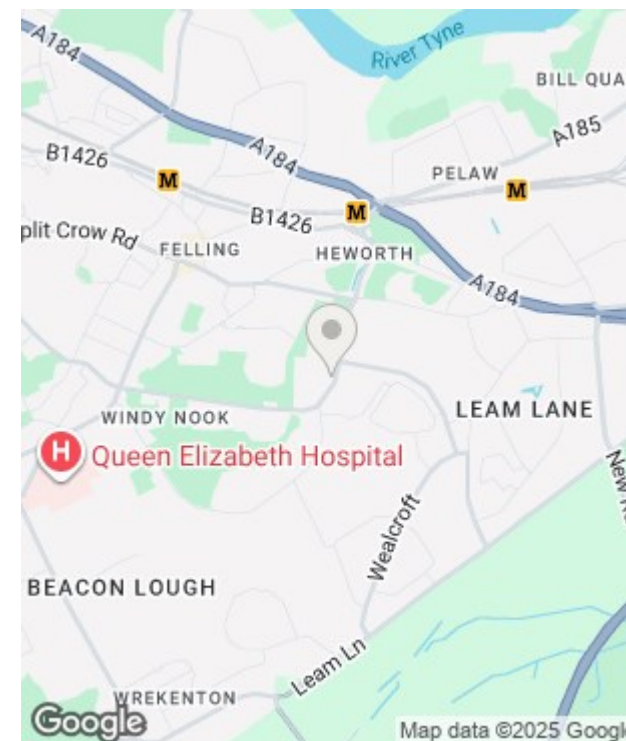 A184
River Tyne
BILL QUA
A185
B1426
A184
PELAW
M
M
M
B1426
plit Crow Rd
FELLING
HEWORTH
A184
LEAM LANE
WINDY NOOK
H Queen Elizabeth Hospital
New R
Wealcroft
BEACON LOUGH
Leam Ln
WREKENTON
Google
Map data ©2025 Google